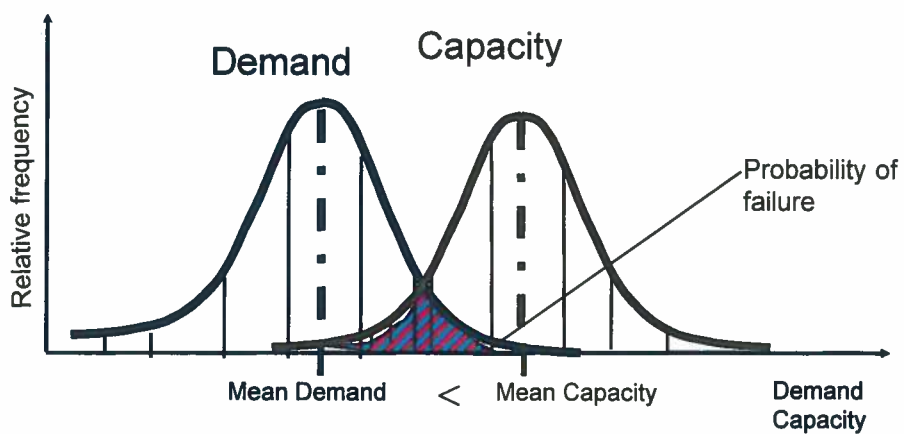 Demand
Capacity
Relative frequency
Probability of
failure
Mean Demand < Mean Capacity
Demand
Capacity